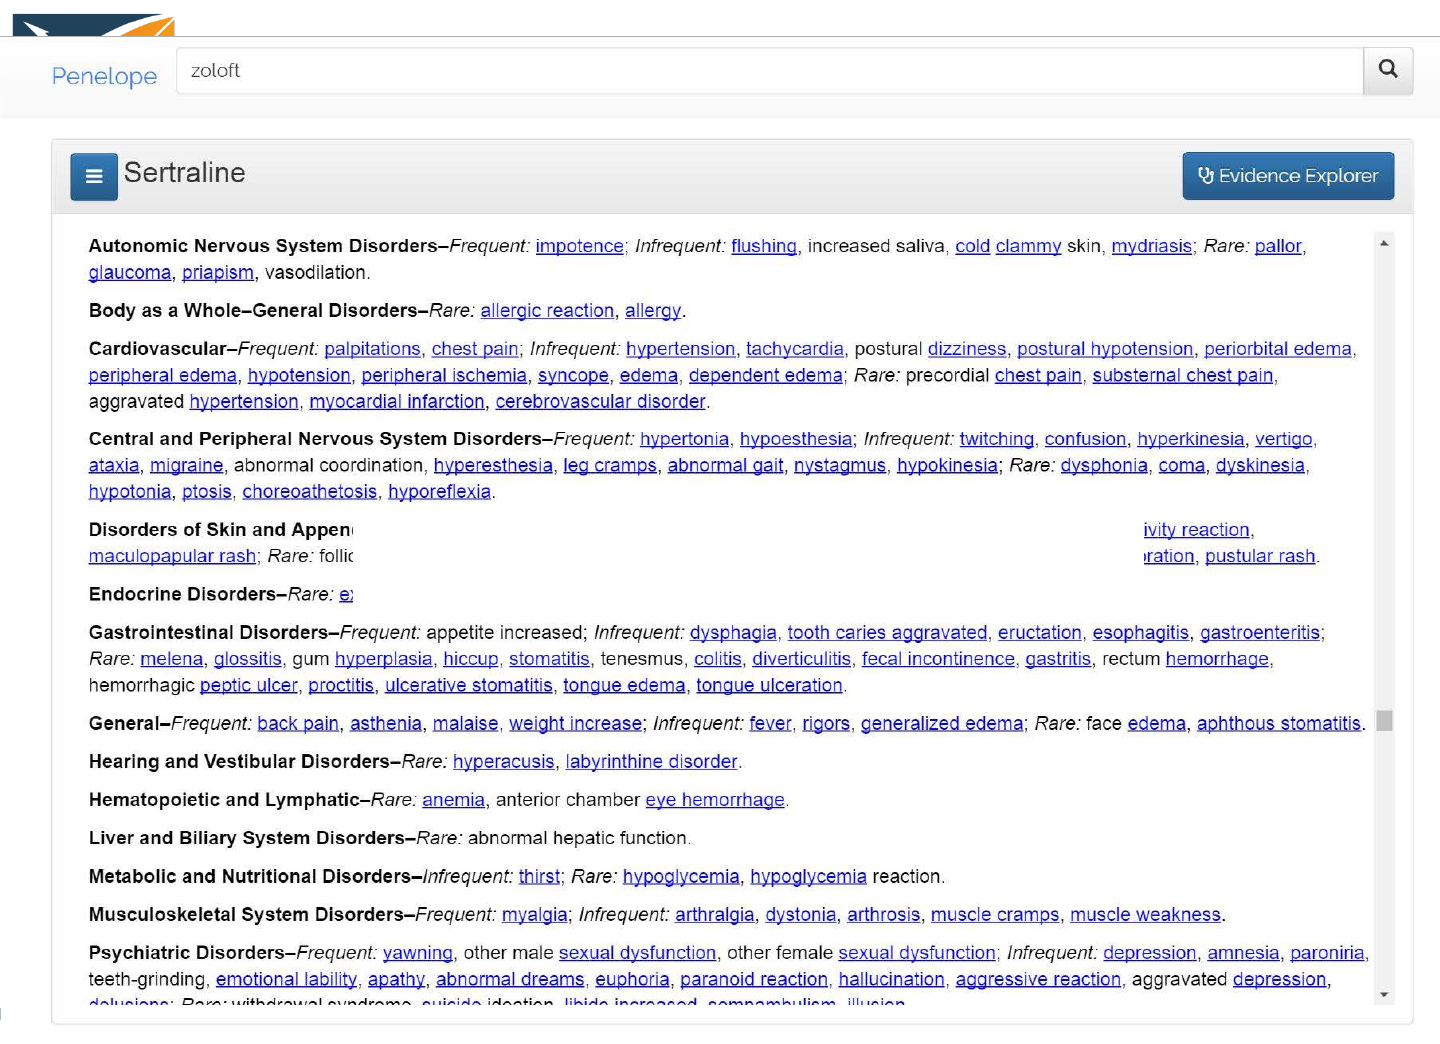 Penelope
zoloft
Sertraline
Evidence Explorer
Autonomic Nervous System Disorders–Frequent: impotence; Infrequent: flushing, increased saliva, cold clammy skin, mydriasis; Rare: pallor,
glaucoma, priapism, vasodilation.
Body as a Whole–General Disorders–Rare: allergic reaction, allergy.
Cardiovascular–Frequent: palpitations, chest pain; Infrequent: hypertension, tachycardia, postural dizziness, postural hypotension, periorbital edema,
peripheral edema, hypotension, peripheral ischemia, syncope, edema, dependent edema; Rare: precordial chest pain, substernal chest pain,
aggravated hypertension, myocardial infarction, cerebrovascular disorder.
Central and Peripheral Nervous System Disorders–Frequent: hypertonia, hypoesthesia; Infrequent: twitching, confusion, hyperkinesia, vertigo,
ataxia, migraine, abnormal coordination, hyperesthesia, leg cramps, abnormal gait, nystagmus, hypokinesia; Rare: dysphonia, coma, dyskinesia,
hypotonia, ptosis, choreoathetosis, hyporeflexia.
Disorders of Skin and Appen ivity reaction,
maculopapular rash; Rare: follic ration, pustular rash.
Endocrine Disorders–Rare: e
Gastrointestinal Disorders–Frequent: appetite increased; Infrequent: dysphagia, tooth caries aggravated, eructation, esophagitis, gastroenteritis;
Rare: melena, glossitis, gum hyperplasia, hiccup, stomatitis, tenesmus, colitis, diverticulitis, fecal incontinence, gastritis, rectum hemorrhage,
hemorrhagic peptic ulcer, proctitis, ulcerative stomatitis, tongue edema, tongue ulceration.
General–Frequent: back pain, asthenia, malaise, weight increase; Infrequent: fever, rigors, generalized edema; Rare: face edema, aphthous stomatitis.
Hearing and Vestibular Disorders–Rare: hyperacusis, labyrinthine disorder.
Hematopoietic and Lymphatic–Rare: anemia, anterior chamber eye hemorrhage.
Liver and Biliary System Disorders–Rare: abnormal hepatic function.
Metabolic and Nutritional Disorders–Infrequent: thirst; Rare: hypoglycemia, hypoglycemia reaction.
Musculoskeletal System Disorders–Frequent: myalgia; Infrequent: arthralgia, dystonia, arthrosis, muscle cramps, muscle weakness.
Psychiatric Disorders–Frequent: yawning, other male sexual dysfunction, other female sexual dysfunction; Infrequent: depression, amnesia, paroniria,
teeth-grinding, emotional lability, apathy, abnormal dreams, euphoria, paranoid reaction, hallucination, aggressive reaction, aggravated depression,
delusions; Rare: withdrawal syndrome, suicide ideation, libido increased, somnambulism, illusion.